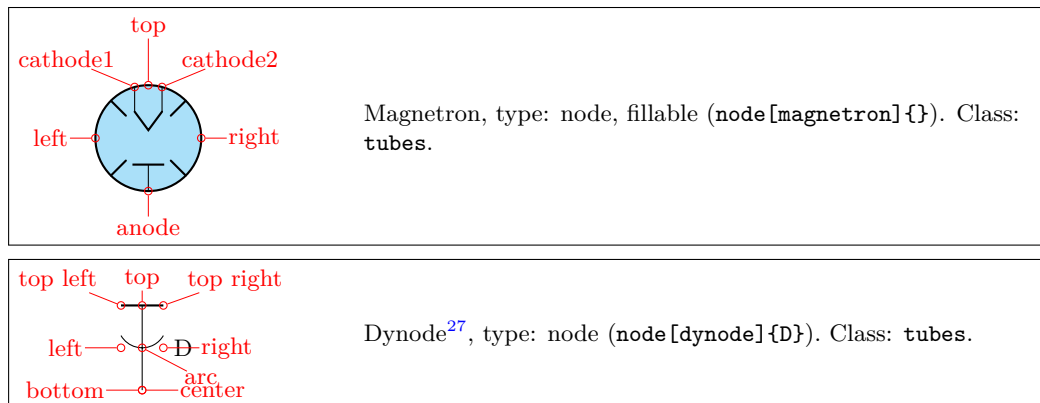 top
cathode1 cathode2
left right
anode
Magnetron, type: node, fillable (node[magnetron]{}). Class:
tubes.
top left top top right
left D right
arc
bottom center
Dynode27, type: node (node[dynode]{D}). Class: tubes.